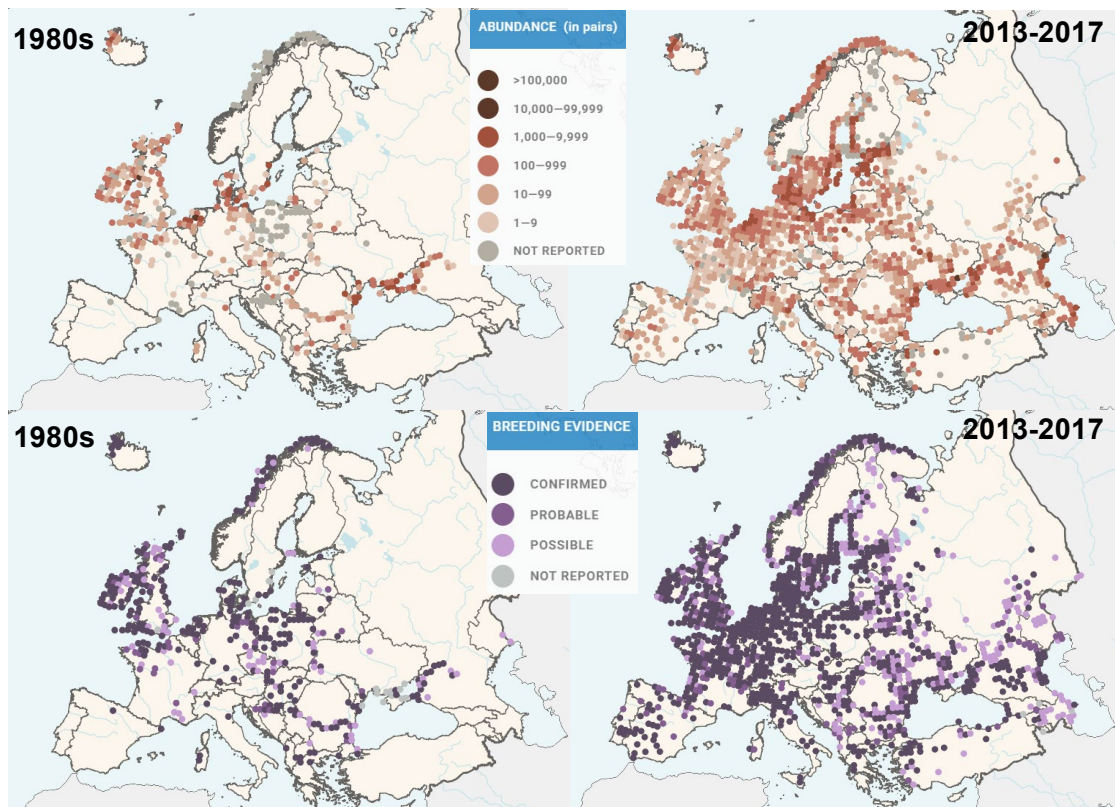 1980s
ABUNDANCE (in pairs)
>100,000
10,000—99,999
1,000—9,999
100—999
10—99
1—9
NOT REPORTED
2013-2017
1980s
BREEDING EVIDENCE
CONFIRMED
PROBABLE
POSSIBLE
NOT REPORTED
2013-2017